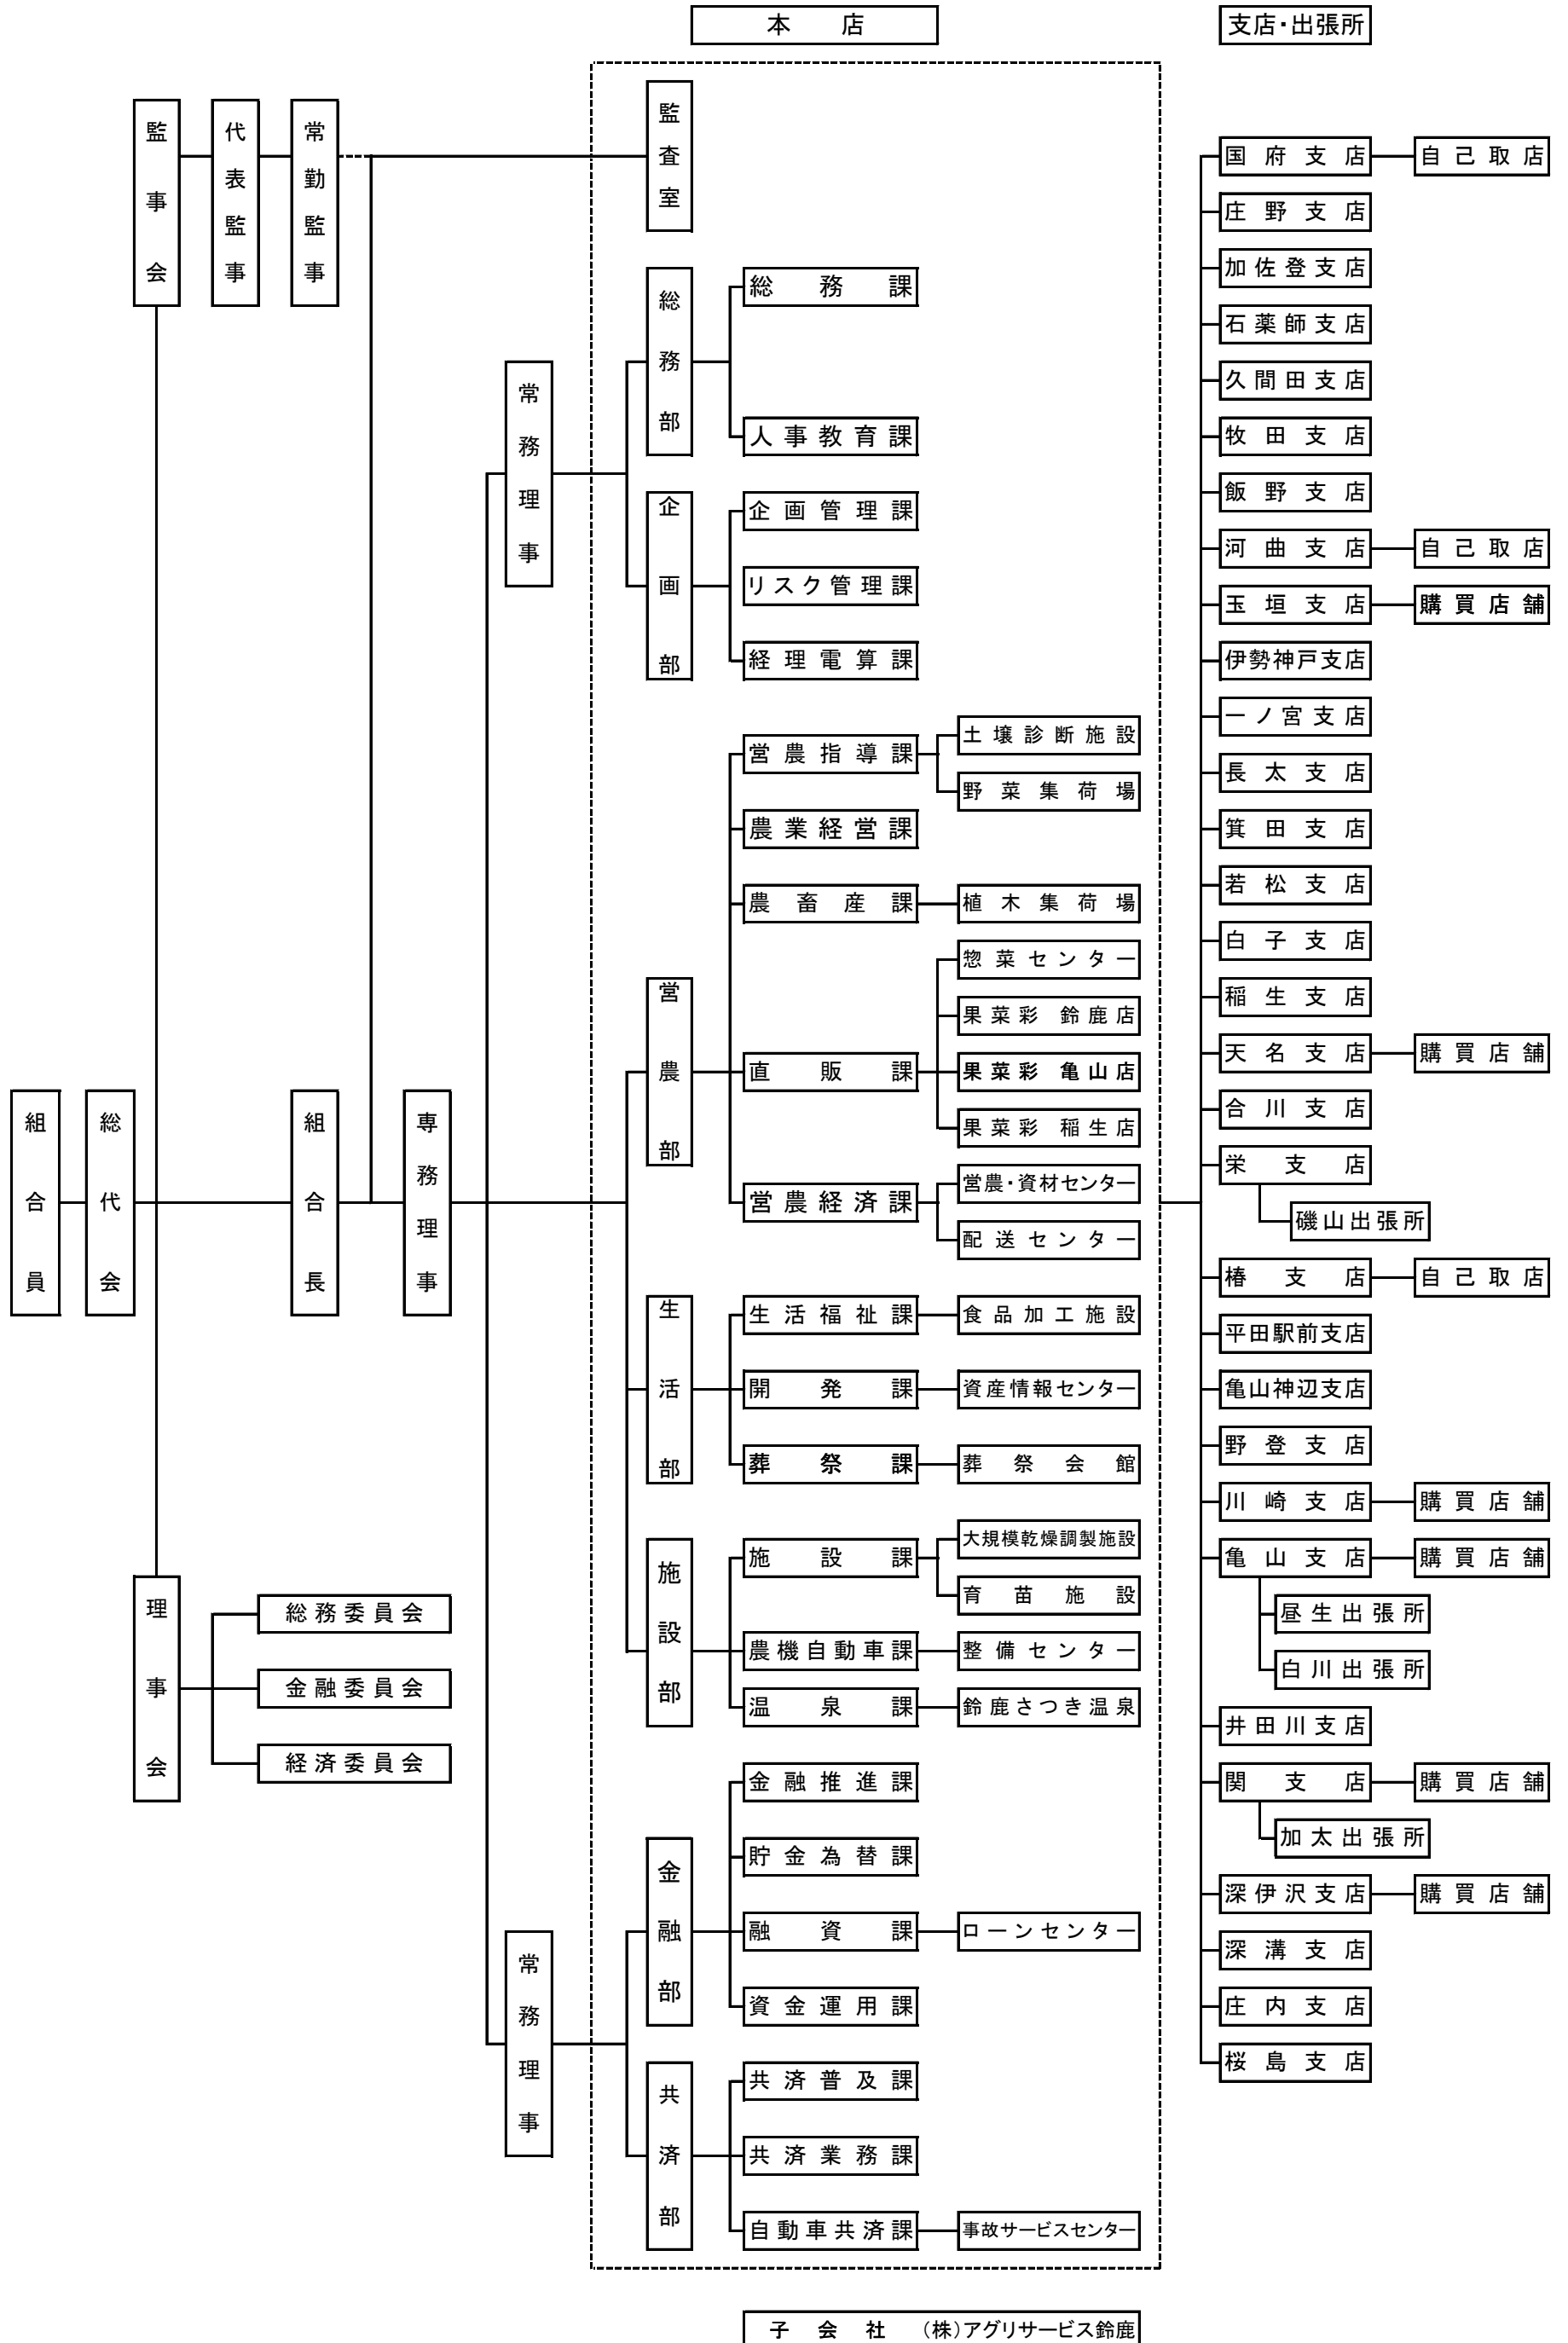 本店
支店・出張所
組合員
総代会
監事会
代表監事
常勤監事
理事会
総務委員会
金融委員会
経済委員会
組合長
専務理事
常務理事
常務理事
監査室
総務部
総務課
人事教育課
企画部
企画管理課
リスク管理課
経理電算課
営農部
営農指導課
土壌診断施設
野菜集荷場
農業経営課
農畜産課
植木集荷場
直販課
惣菜センター
果菜彩 鈴鹿店
果菜彩 亀山店
果菜彩 稲生店
営農経済課
営農・資材センター
配送センター
生活部
生活福祉課
食品加工施設
開発課
資産情報センター
葬祭課
葬祭会館
施設部
施設課
大規模乾燥調製施設
育苗施設
農機自動車課
整備センター
温泉課
鈴鹿さつき温泉
金融部
金融推進課
貯金為替課
融資課
ローンセンター
資金運用課
共済部
共済普及課
共済業務課
自動車共済課
事故サービスセンター
国府支店
自己取店
庄野支店
加佐登支店
石薬師支店
久間田支店
牧田支店
飯野支店
河曲支店
自己取店
玉垣支店
購買店舗
伊勢神戸支店
一ノ宮支店
長太支店
箕田支店
若松支店
白子支店
稲生支店
天名支店
購買店舗
合川支店
栄支店
磯山出張所
椿支店
自己取店
平田駅前支店
亀山神辺支店
野登支店
川崎支店
購買店舗
亀山支店
購買店舗
昼生出張所
白川出張所
井田川支店
関支店
購買店舗
加太出張所
深伊沢支店
購買店舗
深溝支店
庄内支店
桜島支店
子会社 (株)アグリサービス鈴鹿